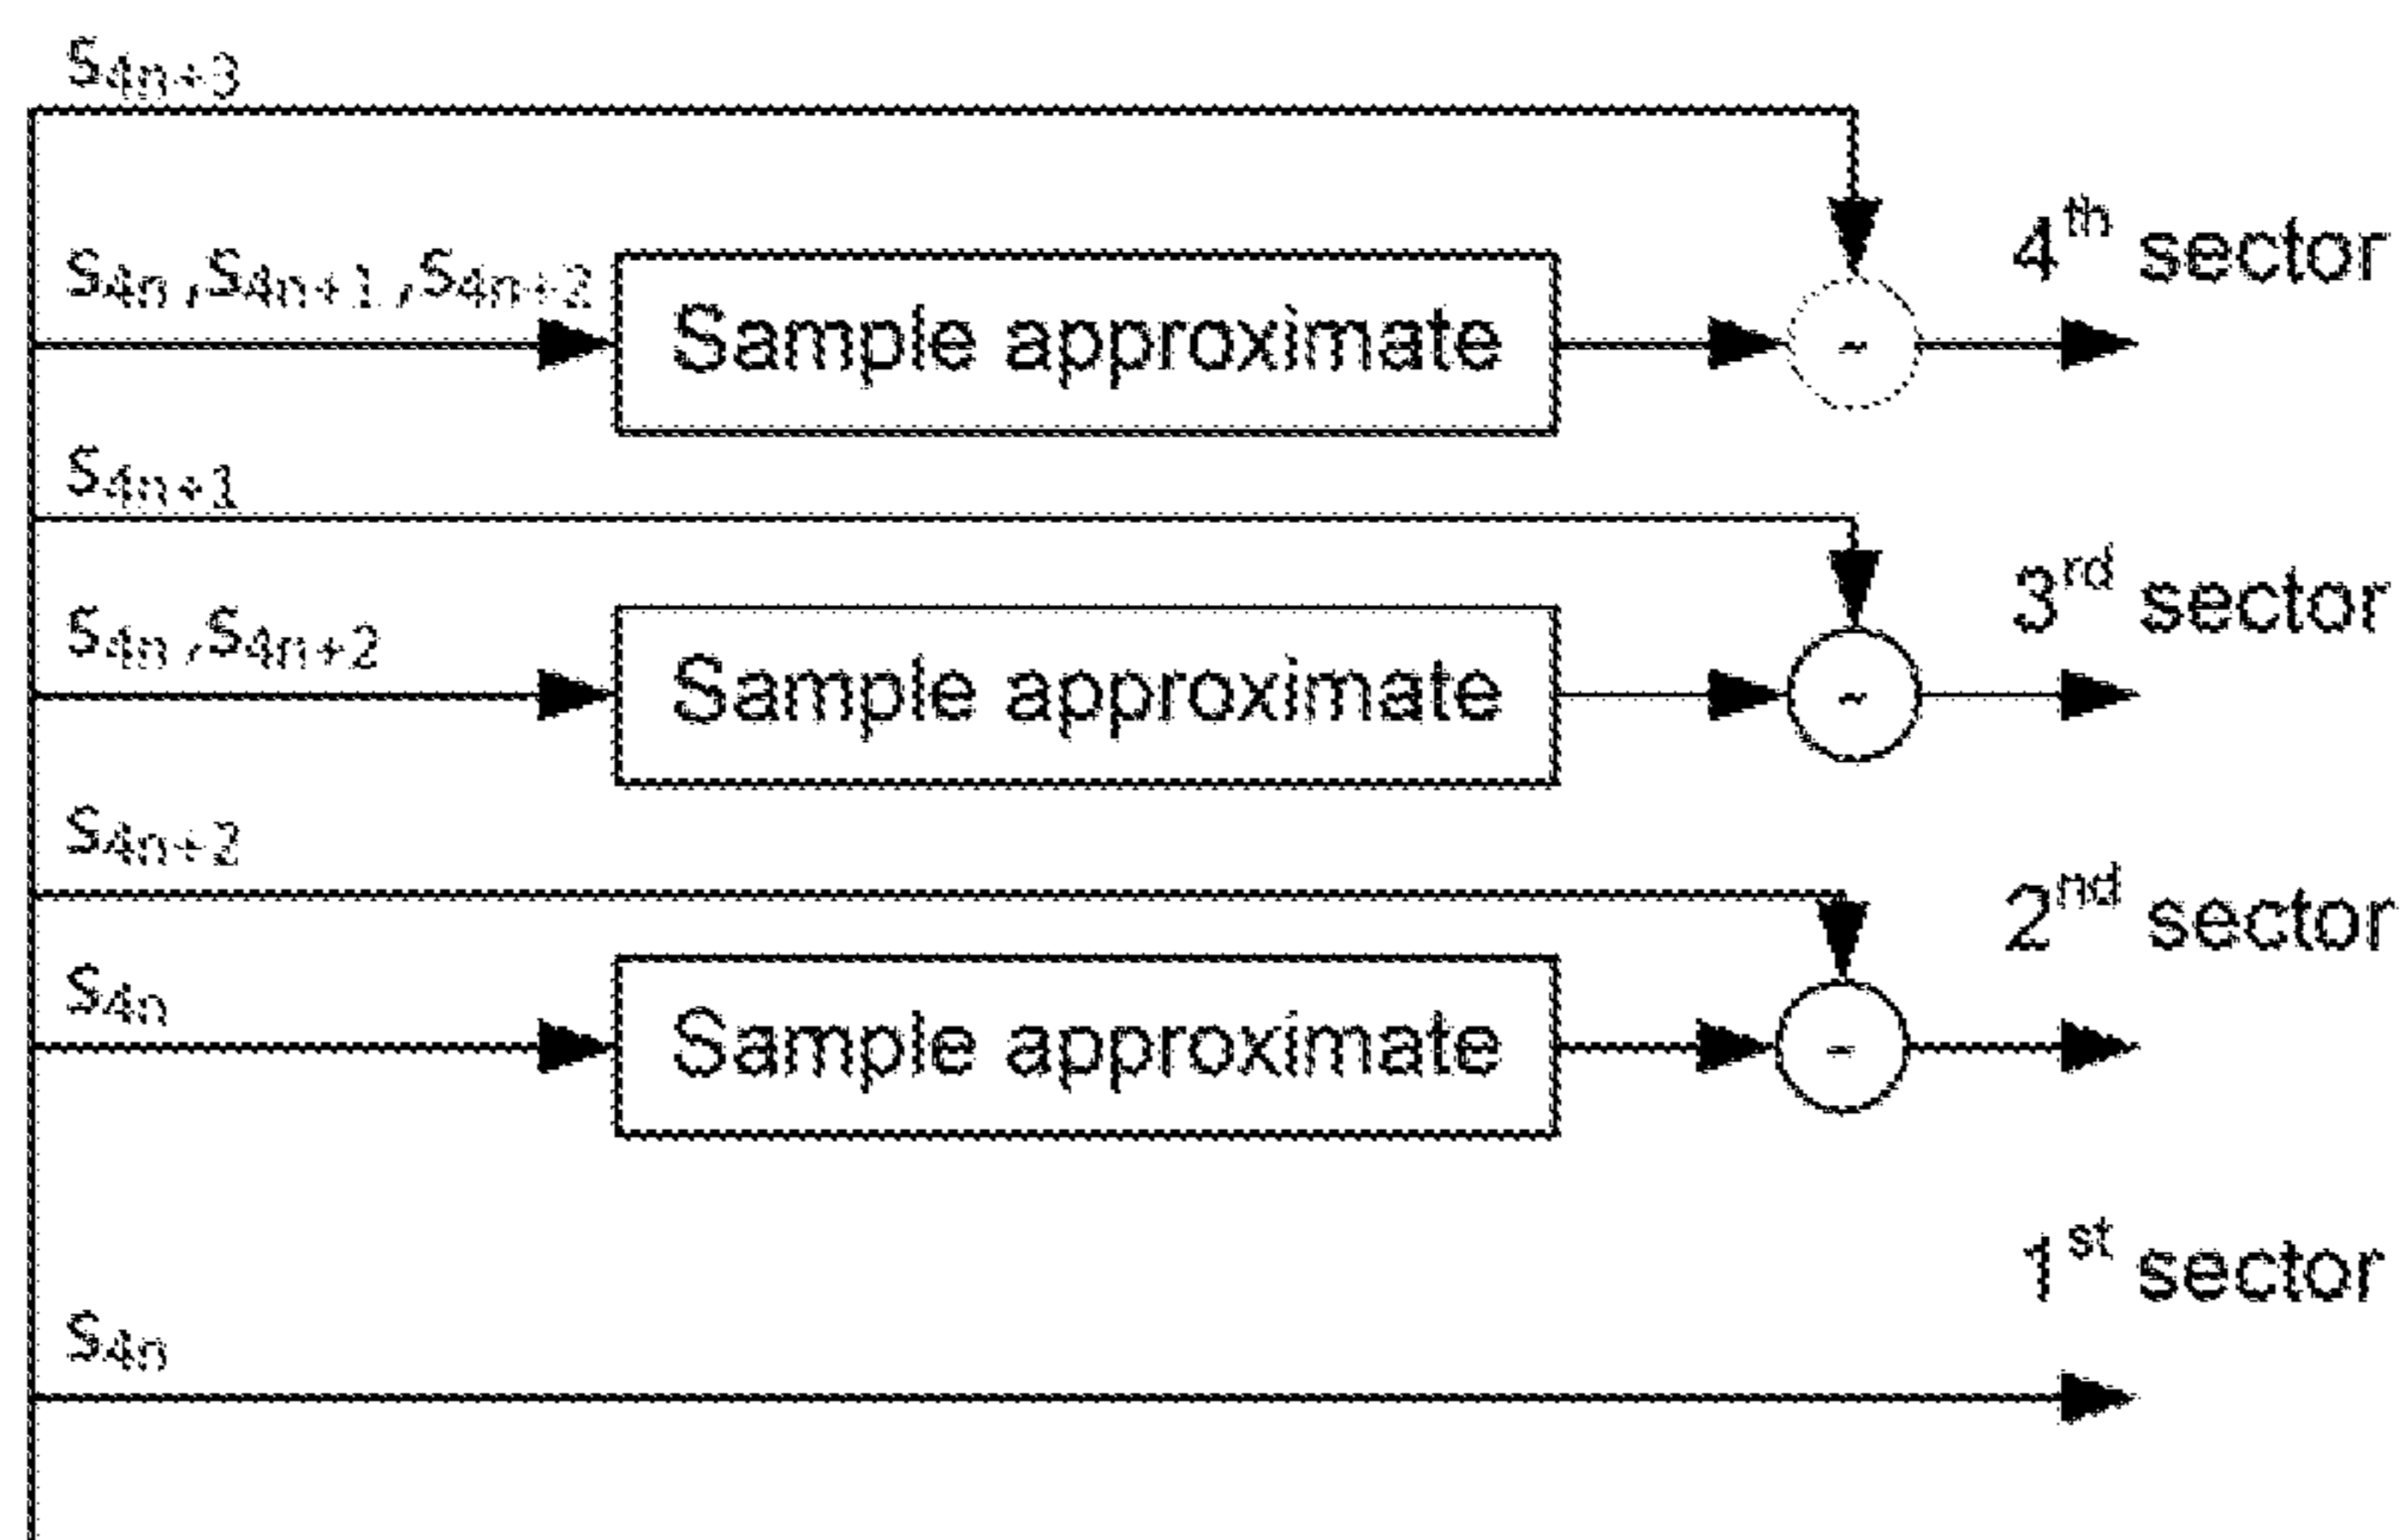 S4n+3
4th sector
S4n,S4n+1,S4n+2
Sample approximate
-
S4n+1
3rd sector
S4n,S4n+2
Sample approximate
-
S4n+2
2nd sector
S4n
Sample approximate
-
1st sector
S4n